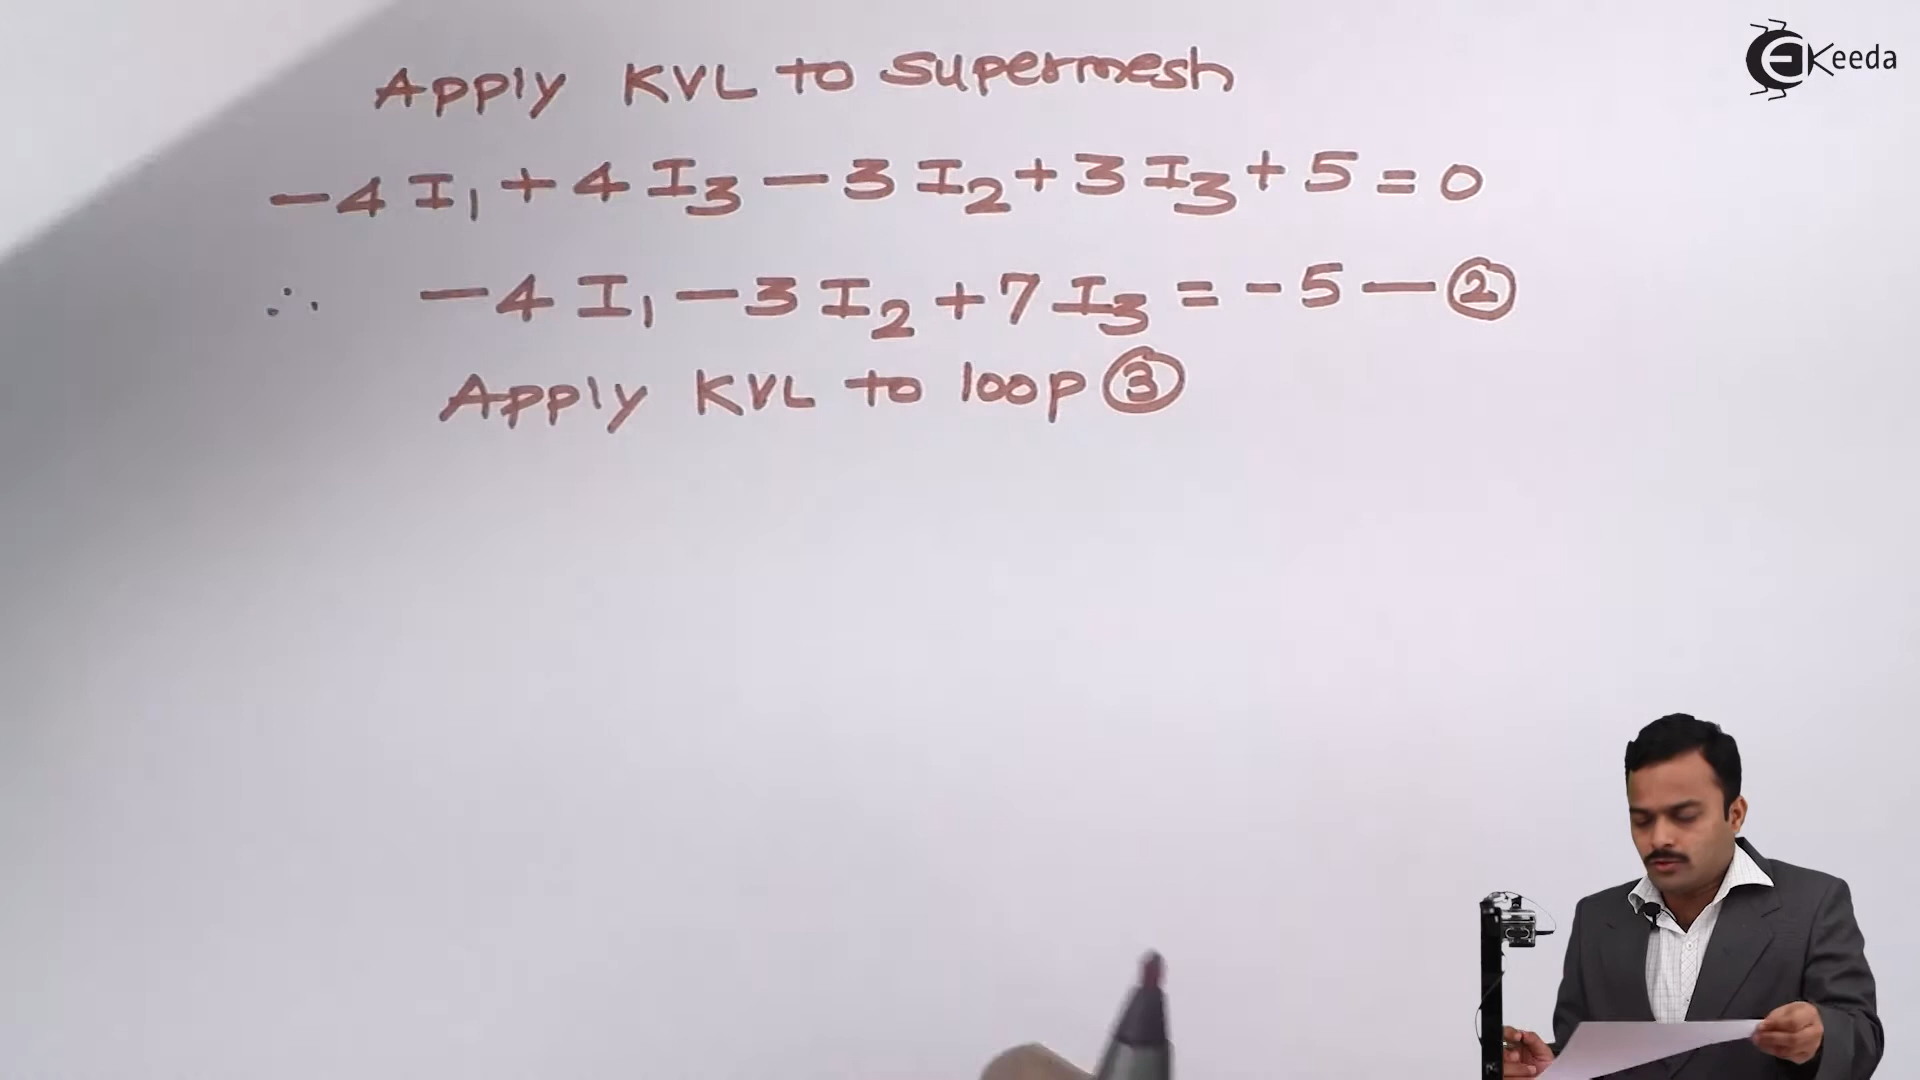 Keeda
Apply KVL to supermesh
-4 I₁ + 4 I₃ - 3 I₂ + 3 I₃ + 5 = 0
∴ -4 I₁ - 3 I₂ + 7 I₃ = -5 — ②
Apply KVL to loop ③